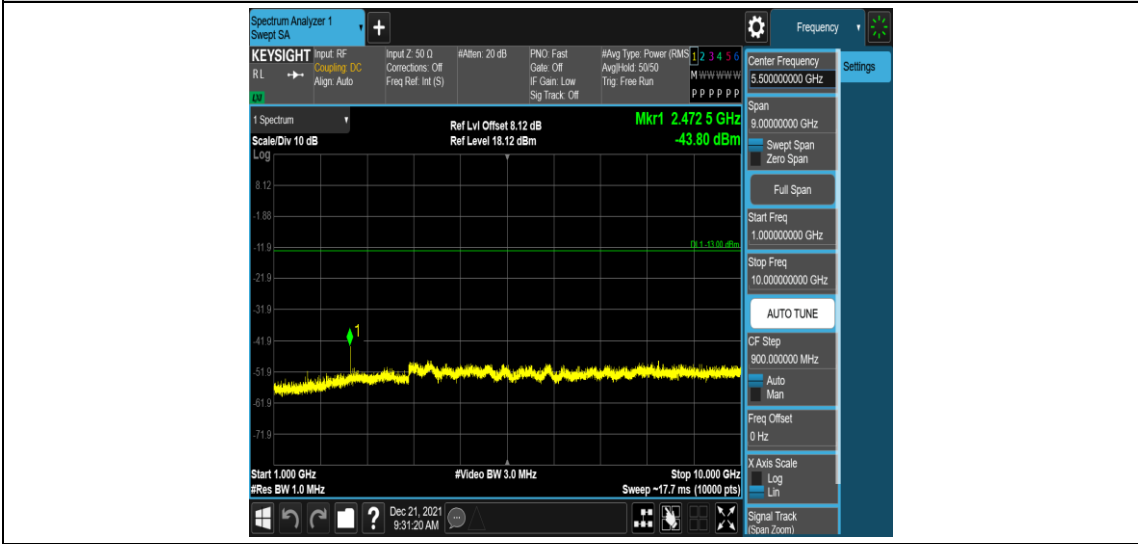 Spectrum Analyzer 1
Swept SA
+
Frequency
KEYSIGHT
RL
Input: RF
Coupling: DC
Align: Auto
Input Z: 50 Ω
Corrections: Off
Freq Ref: Int (S)
#Atten: 20 dB
PNO: Fast
Gate: Off
IF Gain: Low
Sig Track: Off
#Avg Type: Power (RMS
Avg|Hold: 50/50
Trig: Free Run
1 2 3 4 5 6
M W W W W W
P P P P P P
1 Spectrum
Scale/Div 10 dB
Log
Ref Lvl Offset 8.12 dB
Ref Level 18.12 dBm
Mkr1 2.472 5 GHz
-43.80 dBm
8.12
-1.88
-11.9
-21.9
-31.9
-41.9
-51.9
-61.9
-71.9
DL1 -13.00 dBm
1
Start 1.000 GHz
#Res BW 1.0 MHz
#Video BW 3.0 MHz
Stop 10.000 GHz
Sweep ~17.7 ms (10000 pts)
?
Dec 21, 2021
9:31:20 AM
Center Frequency
5.500000000 GHz
Settings
Span
9.00000000 GHz
Swept Span
Zero Span
Full Span
Start Freq
1.000000000 GHz
Stop Freq
10.000000000 GHz
AUTO TUNE
CF Step
900.000000 MHz
Auto
Man
Freq Offset
0 Hz
X Axis Scale
Log
Lin
Signal Track
(Span Zoom)